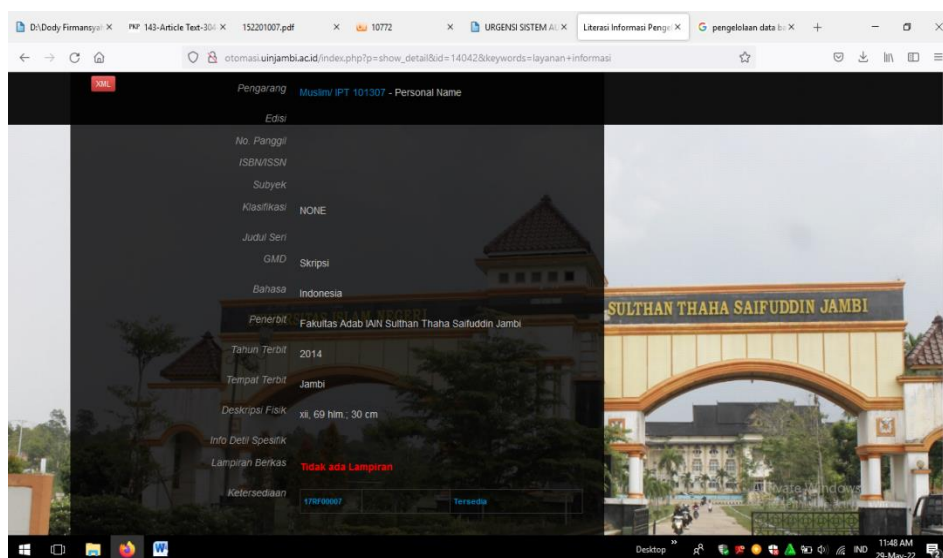 D:\Dody Firmansyah
143-Article Text-304
152201007.pdf
10772
URGENSI SISTEM AU
Literasi Informasi Penge
pengelolaan data ba
otomasi.uinjambi.ac.id/index.php?p=show_detail&id=14042&keywords=layanan+informasi
XML
Pengarang Muslim/ IPT 101307 - Personal Name
Edisi
No. Panggil
ISBN/ISSN
Subyek
Klasifikasi NONE
Judul Seri
GMD Skripsi
Bahasa Indonesia
Penerbit Fakultas Adab IAIN Sulthan Thaha Saifuddin Jambi
SULTHAN THAHA SAIFUDDIN JAMBI
Tahun Terbit 2014
Tempat Terbit Jambi
Deskripsi Fisik xii, 69 hlm.; 30 cm
Info Detil Spesifik
Lampiran Berkas Tidak ada Lampiran
Ketersediaan 17RF00007 Tersedia
Desktop
IND
11:48 AM
29-May-22